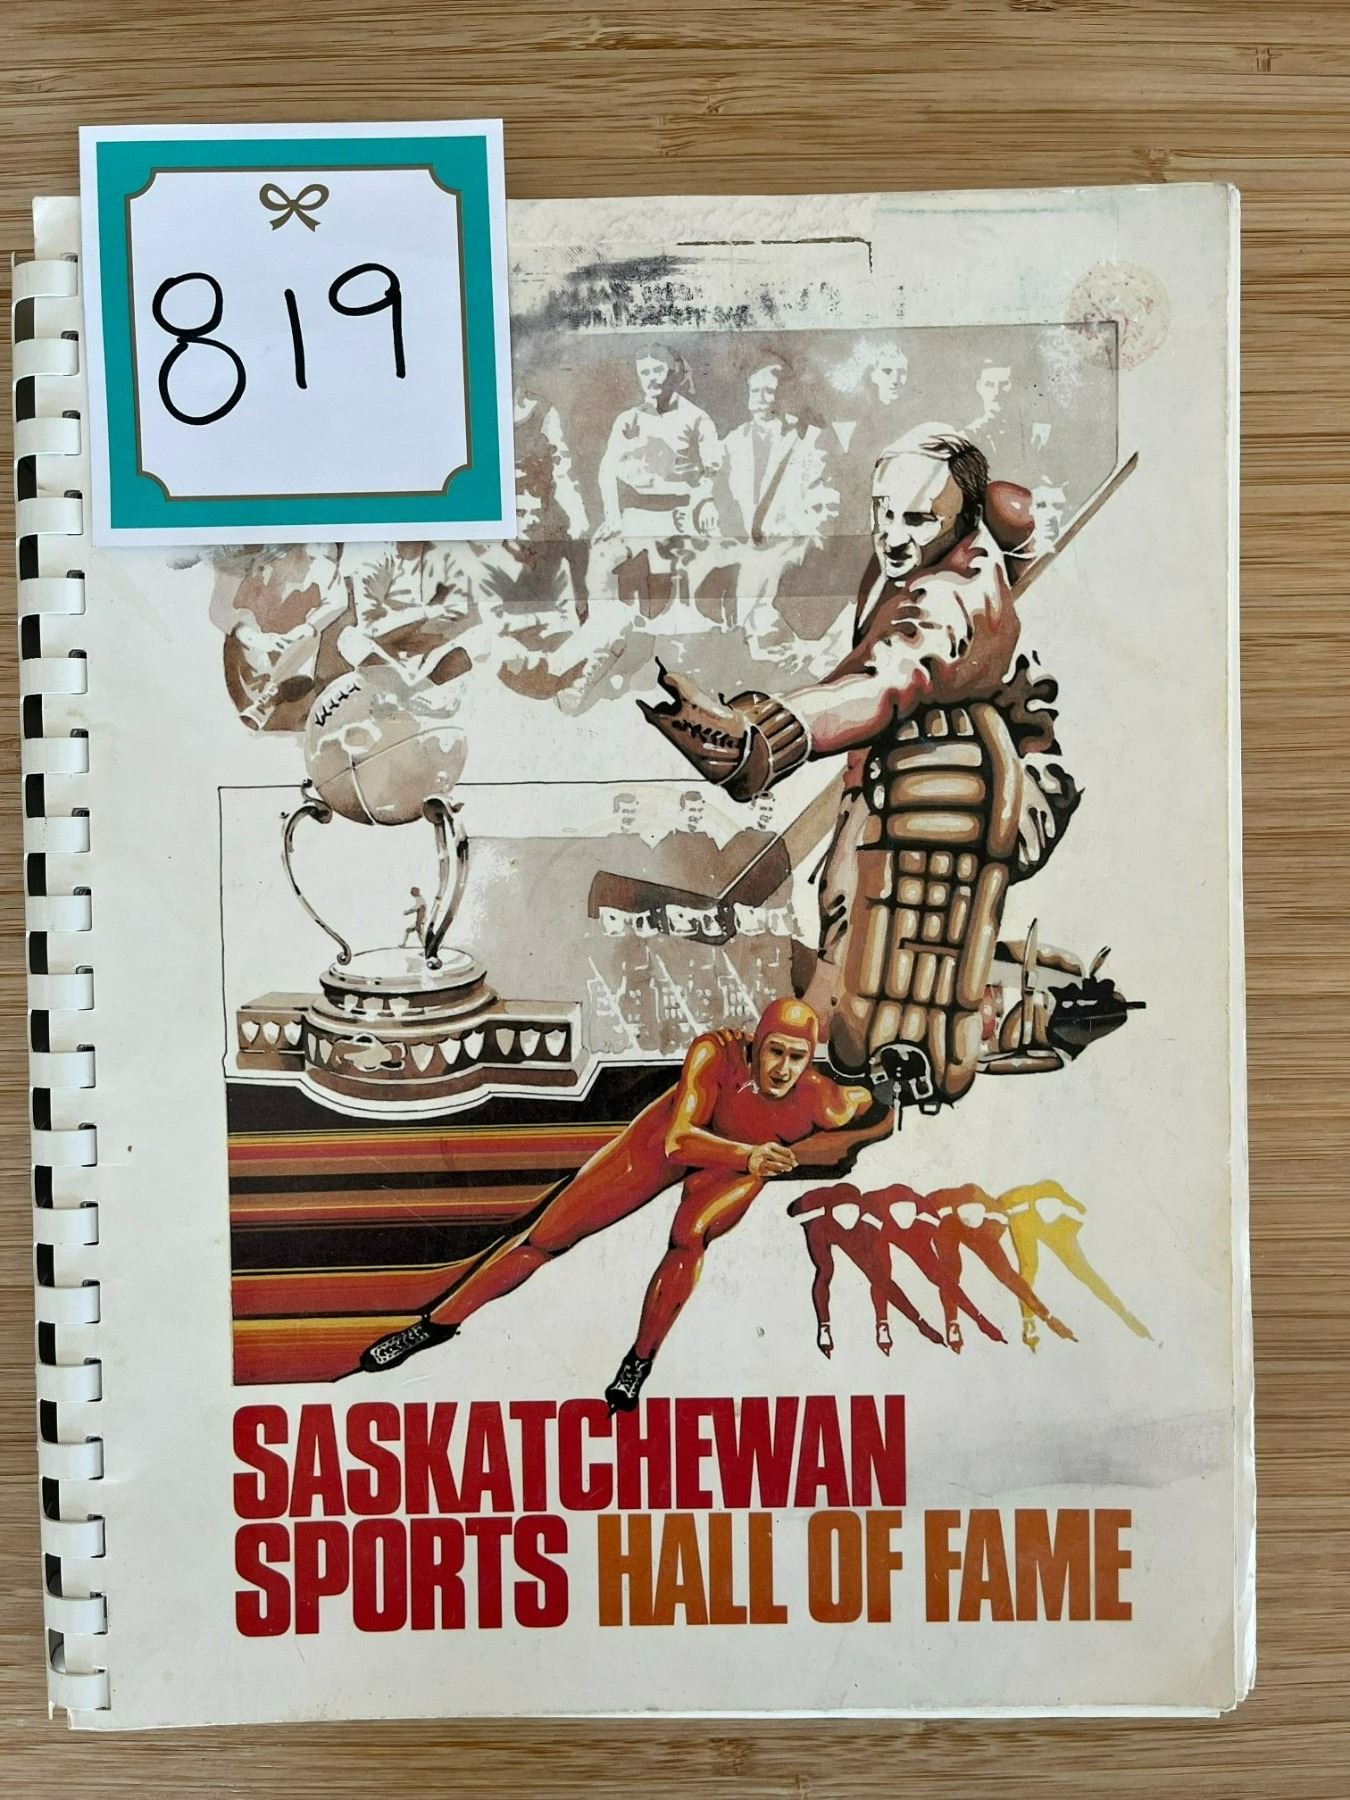 819
SASKATCHEWAN
SPORTS HALL OF FAME